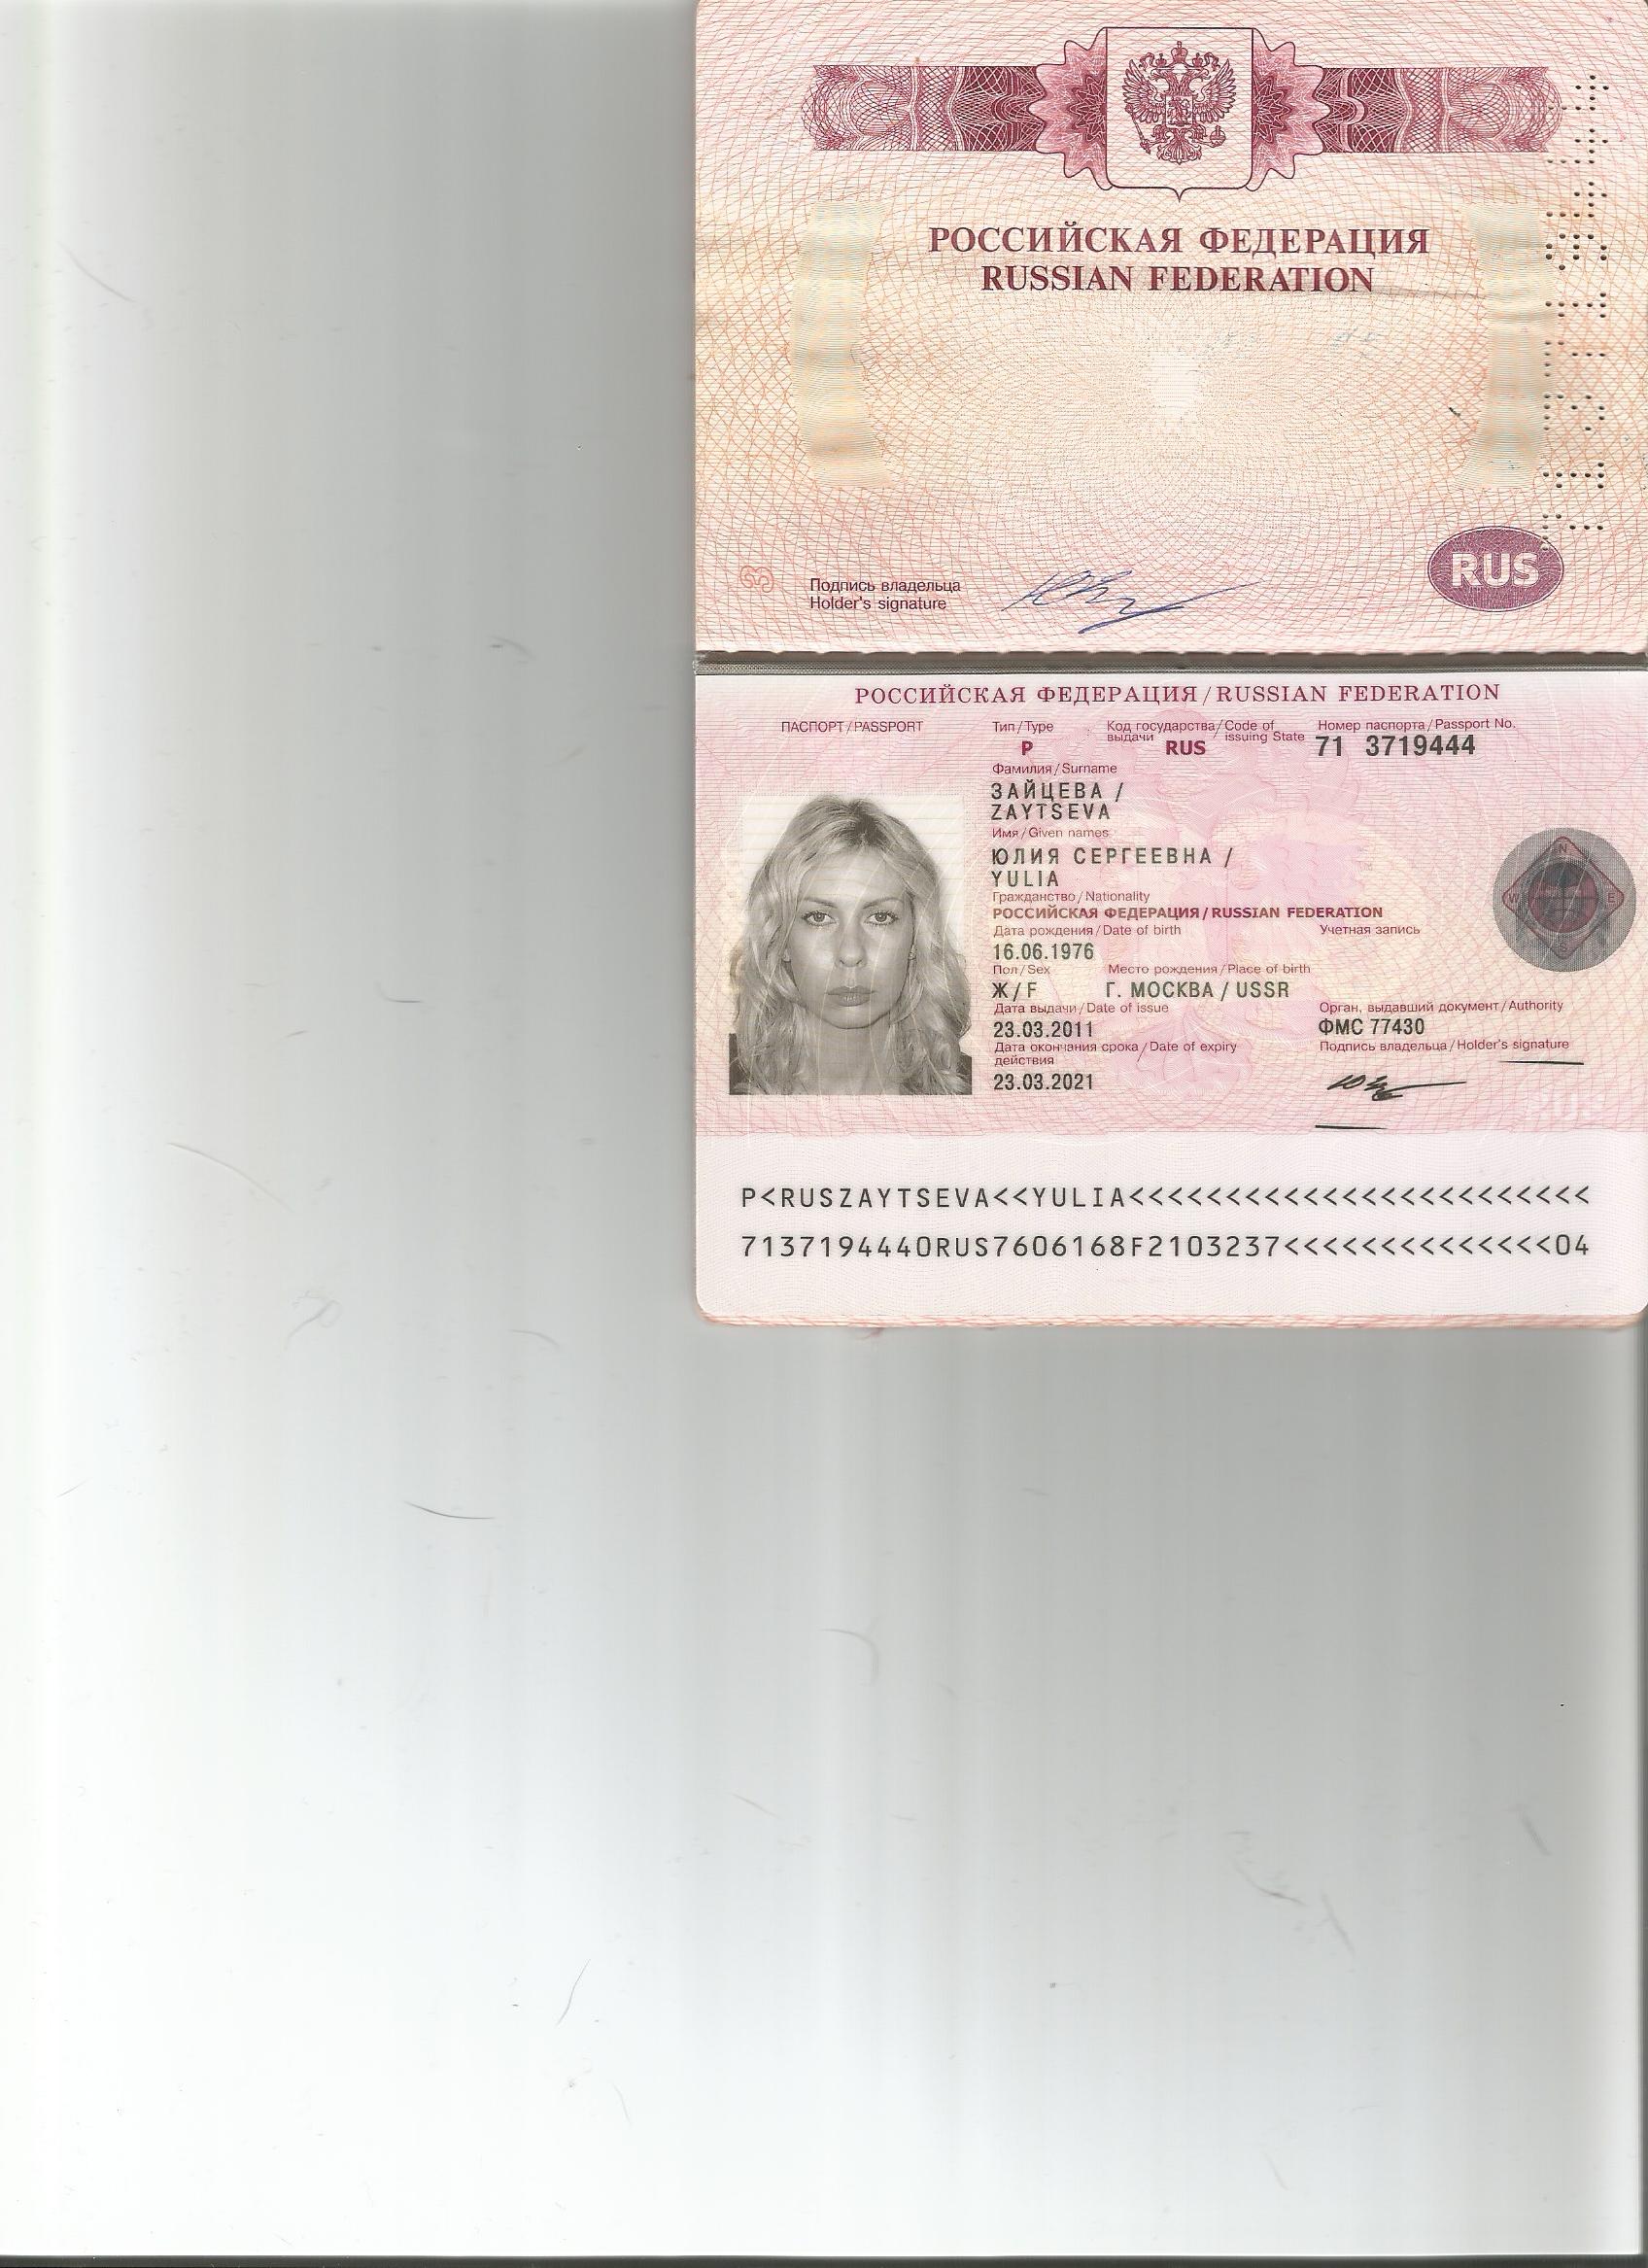 РОССИЙСКАЯ ФЕДЕРАЦИЯ
RUSSIAN FEDERATION
Подпись владельца
Holder's signature
RUS
РОССИЙСКАЯ ФЕДЕРАЦИЯ / RUSSIAN FEDERATION
ПАСПОРТ / PASSPORT
Тип / Type
Код государства / Code of
выдачи issuing State
Номер паспорта / Passport No.
P
RUS
71 3719444
Фамилия / Surname
ЗАЙЦЕВА /
ZAYTSEVA
Имя / Given names
ЮЛИЯ СЕРГЕЕВНА /
YULIA
Гражданство / Nationality
РОССИЙСКАЯ ФЕДЕРАЦИЯ / RUSSIAN FEDERATION
Дата рождения / Date of birth
Учетная запись
16.06.1976
Пол / Sex
Место рождения / Place of birth
Ж / F
Г. МОСКВА / USSR
Дата выдачи / Date of issue
Орган, выдавший документ / Authority
23.03.2011
ФМС 77430
Дата окончания срока / Date of expiry
действия
Подпись владельца / Holder's signature
23.03.2021
P<RUSZAYTSEVA<<YULIA<<<<<<<<<<<<<<<<<<<<<<<<
7137194440RUS7606168F2103237<<<<<<<<<<<<<<04